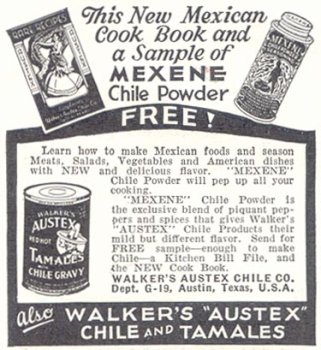 This New Mexican
Cook Book and
a Sample of
MEXENE
Chile Powder
FREE!
RARE RECIPES
MEXENE
Learn how to make Mexican foods and season
Meats, Salads, Vegetables and American dishes
with NEW and delicious flavor. "MEXENE"
Chile Powder will pep up all your
cooking.
"MEXENE" Chile Powder is
the exclusive blend of piquant pep-
pers and spices that gives Walker's
"AUSTEX" Chile Products their
mild but different flavor. Send for
FREE sample—enough to make
Chile—a Kitchen Bill File, and
the NEW Cook Book.
WALKER'S AUSTEX CHILE CO.
Dept. G-19, Austin, Texas, U.S.A.
WALKER'S
AUSTEX
RED HOT
TAMALES
CHILE GRAVY
also WALKER'S "AUSTEX"
CHILE AND TAMALES